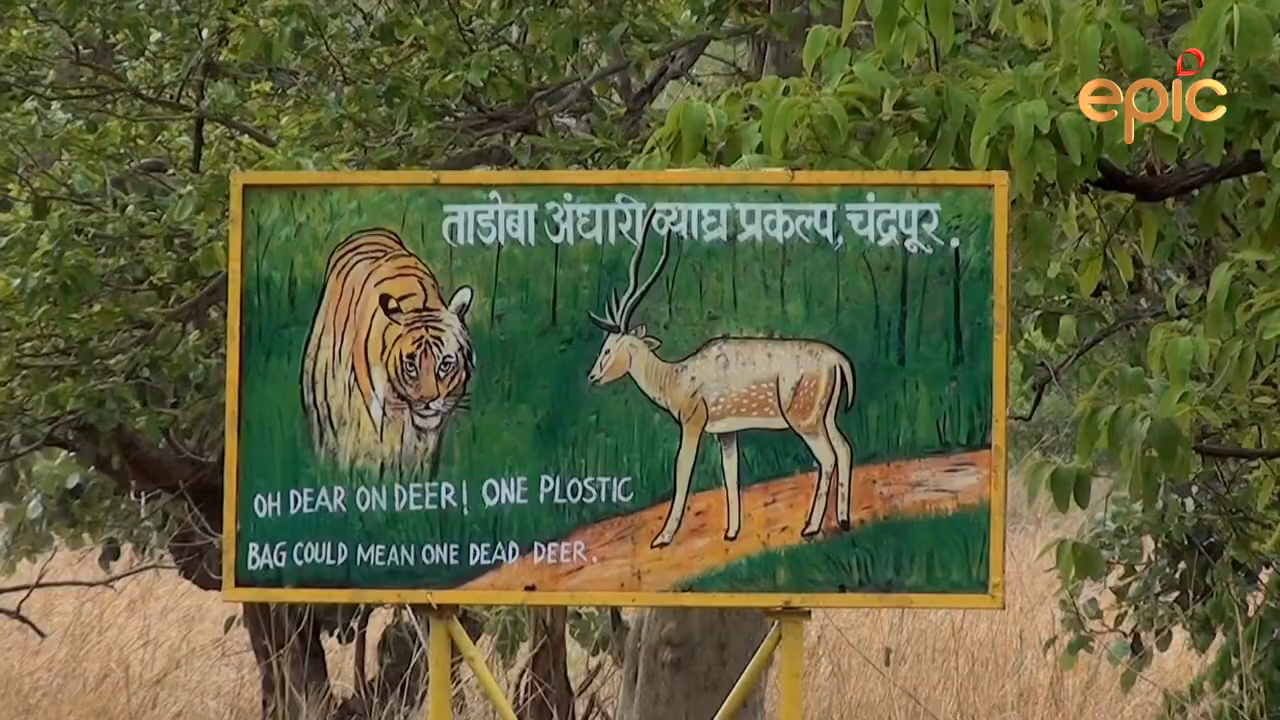 epic
ताडोबा अंधारी व्याघ्र प्रकल्प, चंद्रपूर.
OH DEAR ON DEER! ONE PLOSTIC
BAG COULD MEAN ONE DEAD DEER.